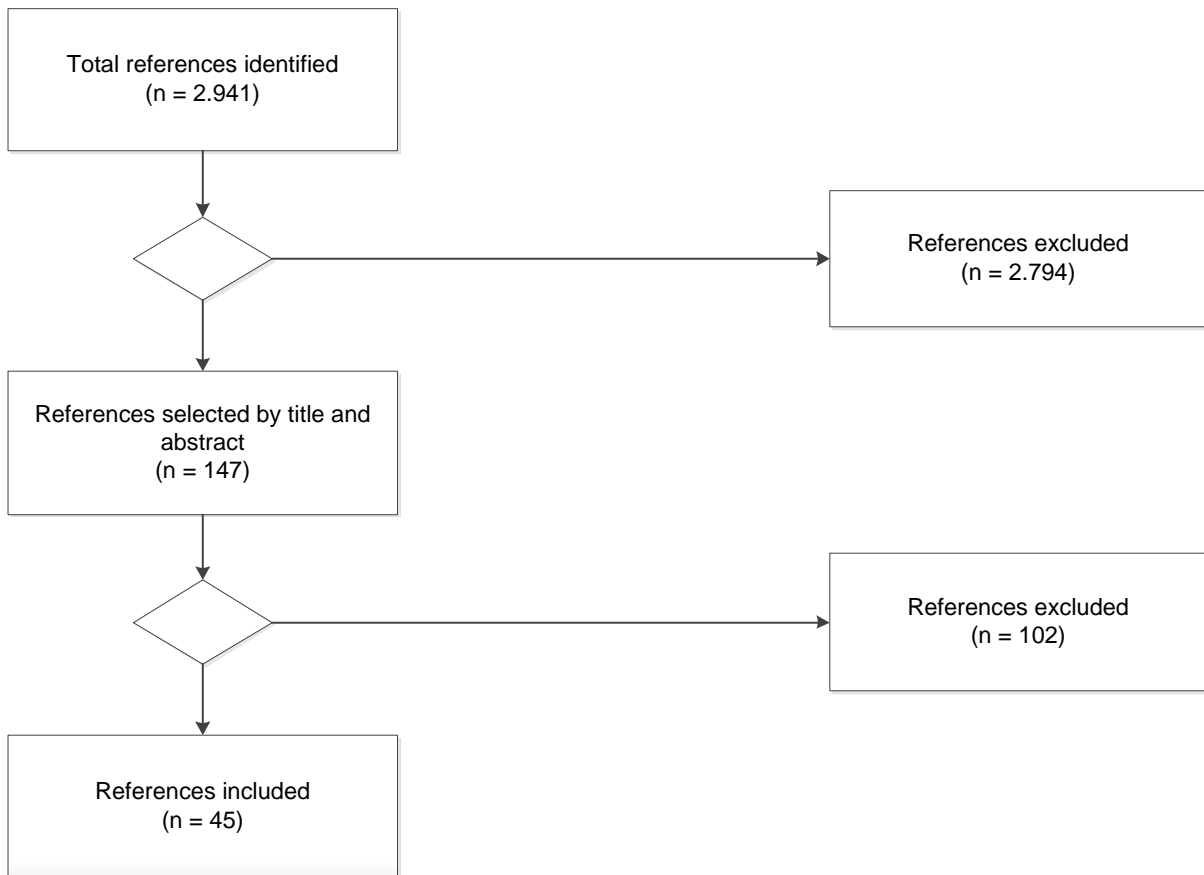 Total references identified
(n = 2.941)
References excluded
(n = 2.794)
References selected by title and
abstract
(n = 147)
References excluded
(n = 102)
References included
(n = 45)